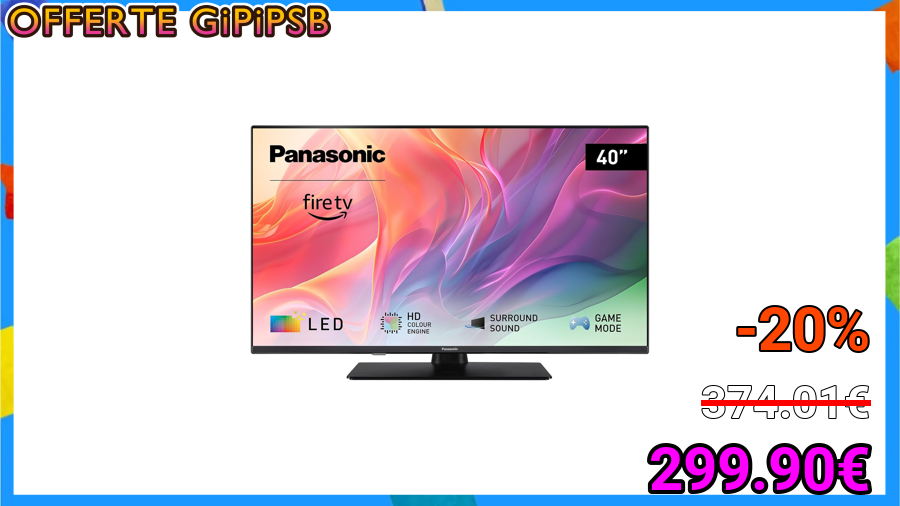 OFFERTE GiPiPSB
Panasonic
40”
fire tv
LED
HD
COLOUR
ENGINE
SURROUND
SOUND
GAME
MODE
Panasonic
-20%
374.01€
299.90€